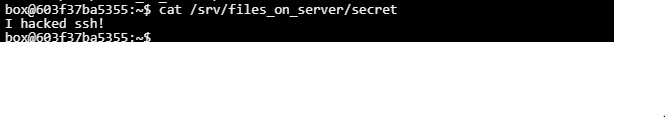 box@603f37ba5355:~$ cat /srv/files_on_server/secret
I hacked ssh!
box@603f37ba5355:~$